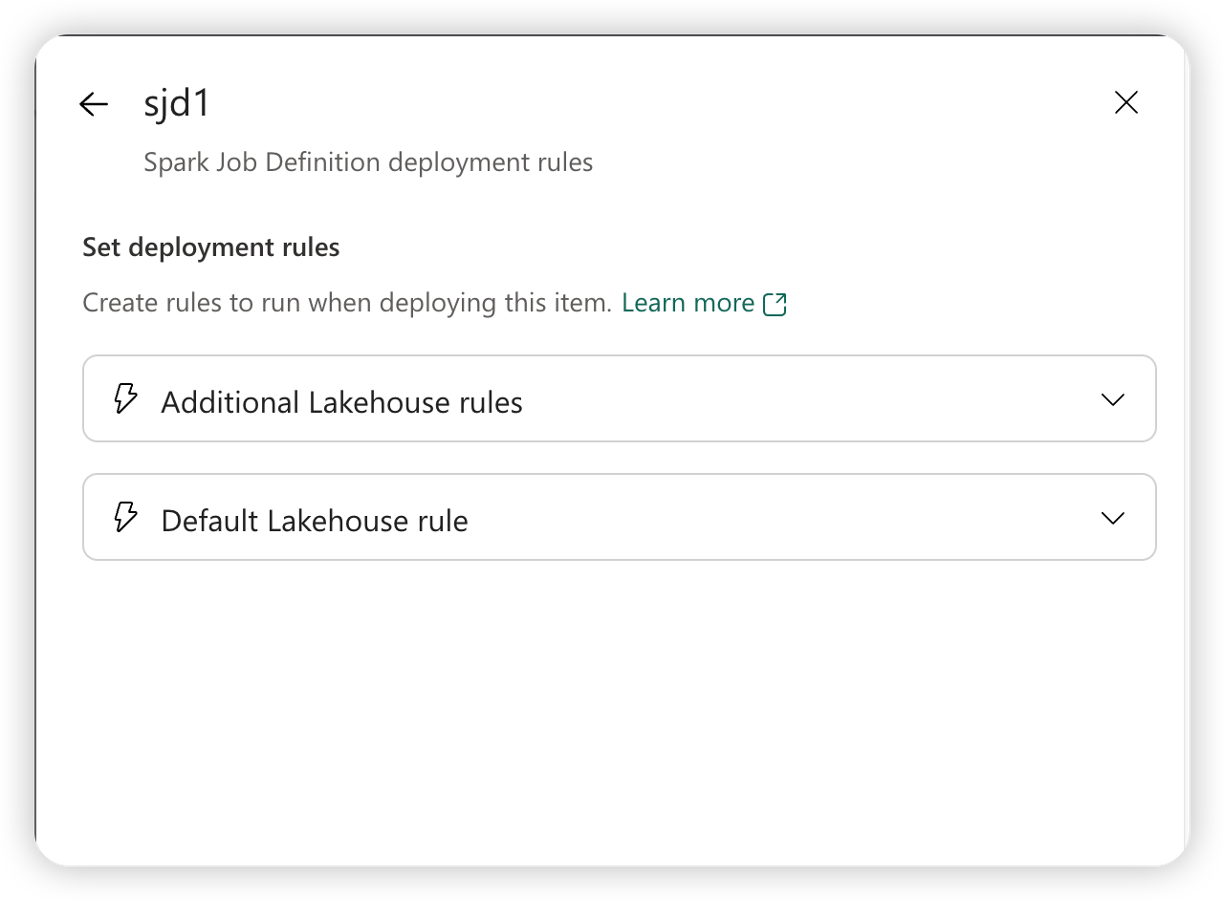 sjd1
Spark Job Definition deployment rules
Set deployment rules
Create rules to run when deploying this item. Learn more
Additional Lakehouse rules
Default Lakehouse rule